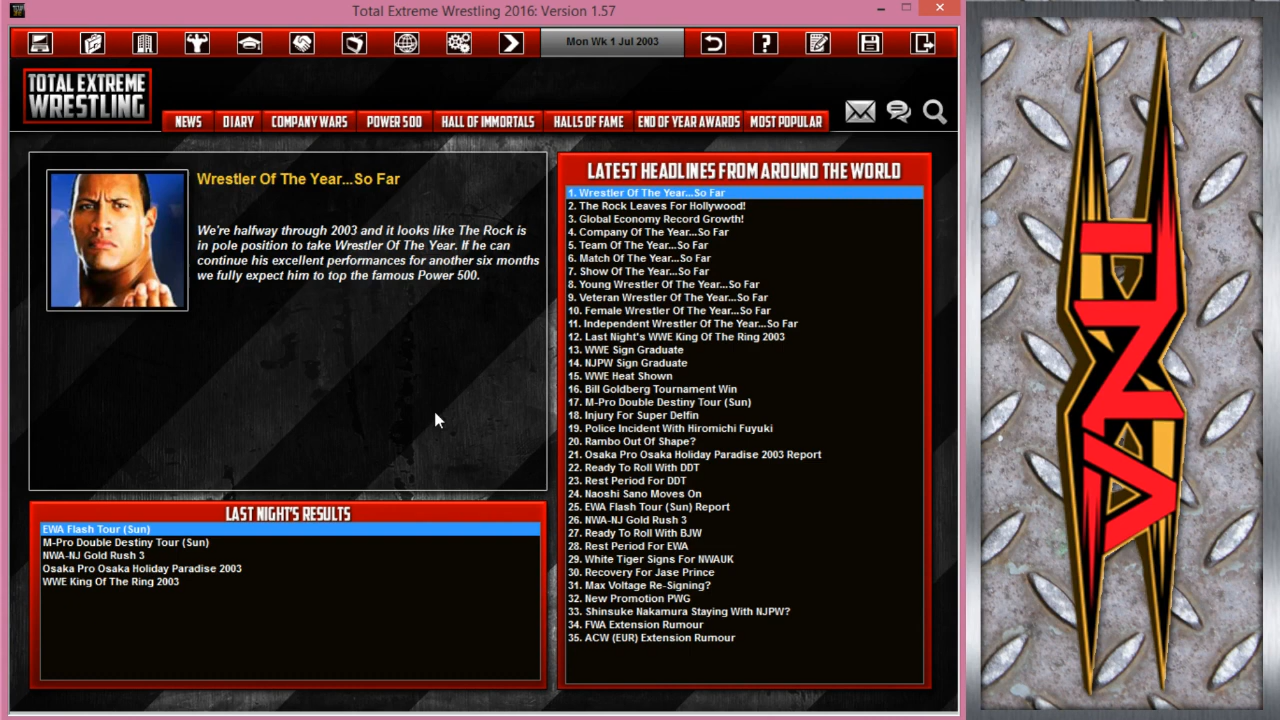 Total Extreme Wrestling 2016: Version 1.57
Mon Wk 1 Jul 2003
TOTAL EXTREME
WRESTLING
NEWS
DIARY
COMPANY WARS
POWER 500
HALL OF IMMORTALS
HALLS OF FAME
END OF YEAR AWARDS
MOST POPULAR
Wrestler Of The Year...So Far
We're halfway through 2003 and it looks like The Rock is
in pole position to take Wrestler Of The Year. If he can
continue his excellent performances for another six months
we fully expect him to top the famous Power 500.
LAST NIGHT'S RESULTS
EWA Flash Tour (Sun)
M-Pro Double Destiny Tour (Sun)
NWA-NJ Gold Rush 3
Osaka Pro Osaka Holiday Paradise 2003
WWE King Of The Ring 2003
LATEST HEADLINES FROM AROUND THE WORLD
1. Wrestler Of The Year...So Far
2. The Rock Leaves For Hollywood!
3. Global Economy Record Growth!
4. Company Of The Year...So Far
5. Team Of The Year...So Far
6. Match Of The Year...So Far
7. Show Of The Year...So Far
8. Young Wrestler Of The Year...So Far
9. Veteran Wrestler Of The Year...So Far
10. Female Wrestler Of The Year...So Far
11. Independent Wrestler Of The Year...So Far
12. Last Night's WWE King Of The Ring 2003
13. WWE Sign Graduate
14. NJPW Sign Graduate
15. WWE Heat Shown
16. Bill Goldberg Tournament Win
17. M-Pro Double Destiny Tour (Sun)
18. Injury For Super Delfin
19. Police Incident With Hiromichi Fuyuki
20. Rambo Out Of Shape?
21. Osaka Pro Osaka Holiday Paradise 2003 Report
22. Ready To Roll With DDT
23. Rest Period For DDT
24. Naoshi Sano Moves On
25. EWA Flash Tour (Sun) Report
26. NWA-NJ Gold Rush 3
27. Ready To Roll With BJW
28. Rest Period For EWA
29. White Tiger Signs For NWAUK
30. Recovery For Jase Prince
31. Max Voltage Re-Signing?
32. New Promotion PWG
33. Shinsuke Nakamura Staying With NJPW?
34. FWA Extension Rumour
35. ACW (EUR) Extension Rumour
TNA